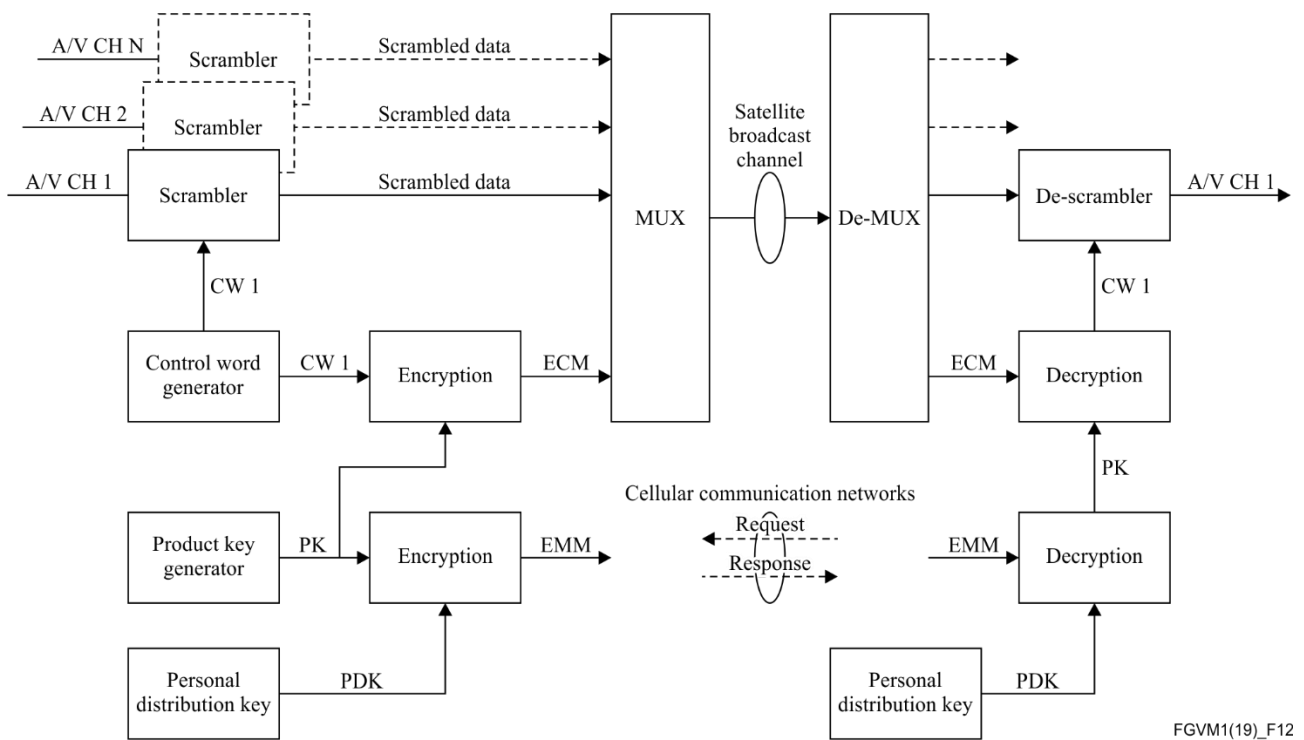 A/V CH N
Scrambler
Scrambled data
A/V CH 2
Scrambler
Scrambled data
Satellite
broadcast
channel
A/V CH 1
Scrambler
Scrambled data
MUX
De-MUX
De-scrambler
A/V CH 1
CW 1
CW 1
Control word
generator
CW 1
Encryption
ECM
ECM
Decryption
PK
Cellular communication networks
Product key
generator
PK
Encryption
EMM
Request
Response
EMM
Decryption
Personal
distribution key
PDK
Personal
distribution key
PDK
FGVM1(19)_F12